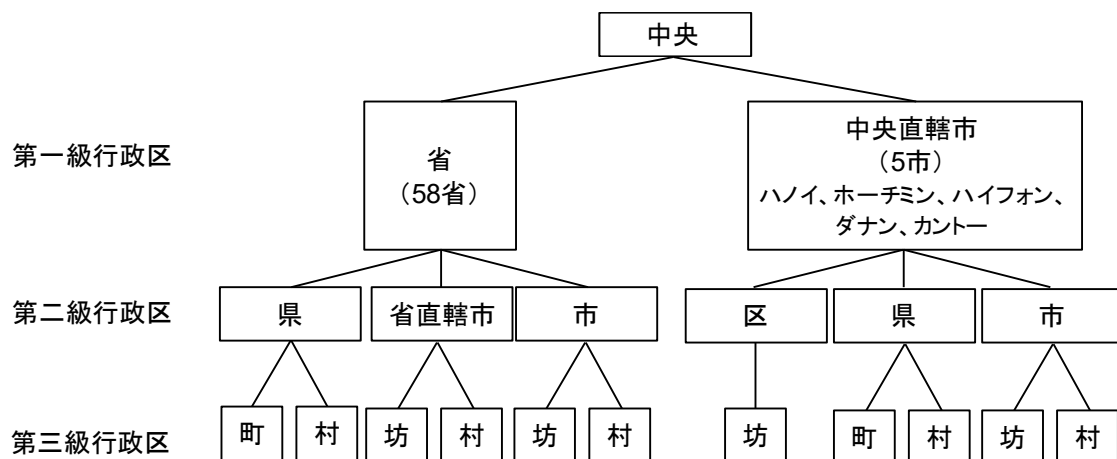 中央
第一級行政区
省
（58省）
中央直轄市
（5市）
ハノイ、ホーチミン、ハイフォン、
ダナン、カントー
第二級行政区
県
省直轄市
市
区
県
市
第三級行政区
町
村
坊
村
坊
村
坊
町
村
坊
村